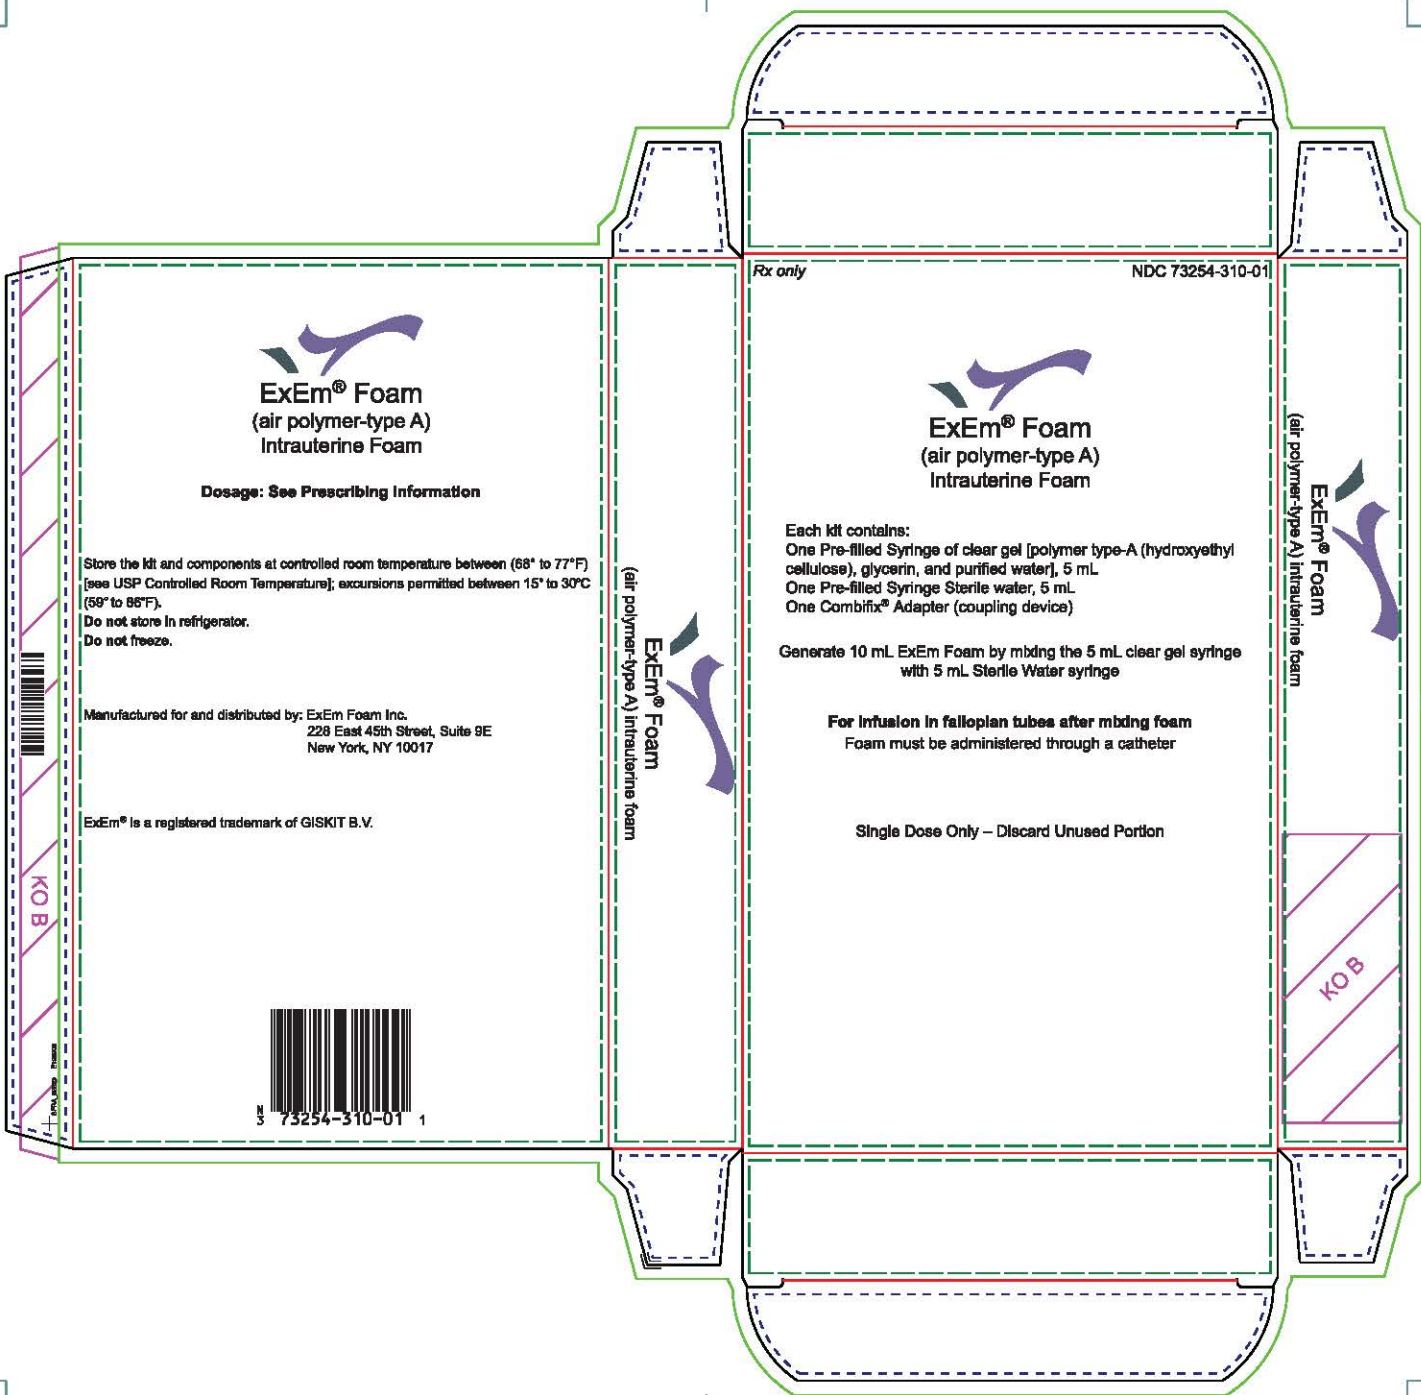 ExEm® Foam
(air polymer-type A)
Intrauterine Foam
Dosage: See Prescribing Information
Store the kit and components at controlled room temperature between (68° to 77°F)
[see USP Controlled Room Temperature]; excursions permitted between 15° to 30°C
(59° to 86°F).
Do not store in refrigerator.
Do not freeze.
Manufactured for and distributed by: ExEm Foam Inc.
228 East 45th Street, Suite 9E
New York, NY 10017
ExEm® is a registered trademark of GISKIT B.V.
N
3
73254-310-01 1
KO B
ExEm® Foam
(air polymer-type A) intrauterine foam
Rx only
NDC 73254-310-01
ExEm® Foam
(air polymer-type A)
Intrauterine Foam
Each kit contains:
One Pre-filled Syringe of clear gel [polymer type-A (hydroxyethyl
cellulose), glycerin, and purified water], 5 mL
One Pre-filled Syringe Sterile water, 5 mL
One Combifix® Adapter (coupling device)
Generate 10 mL ExEm Foam by mixing the 5 mL clear gel syringe
with 5 mL Sterile Water syringe
For infusion in fallopian tubes after mixing foam
Foam must be administered through a catheter
Single Dose Only – Discard Unused Portion
ExEm® Foam
(air polymer-type A) intrauterine foam
KO B